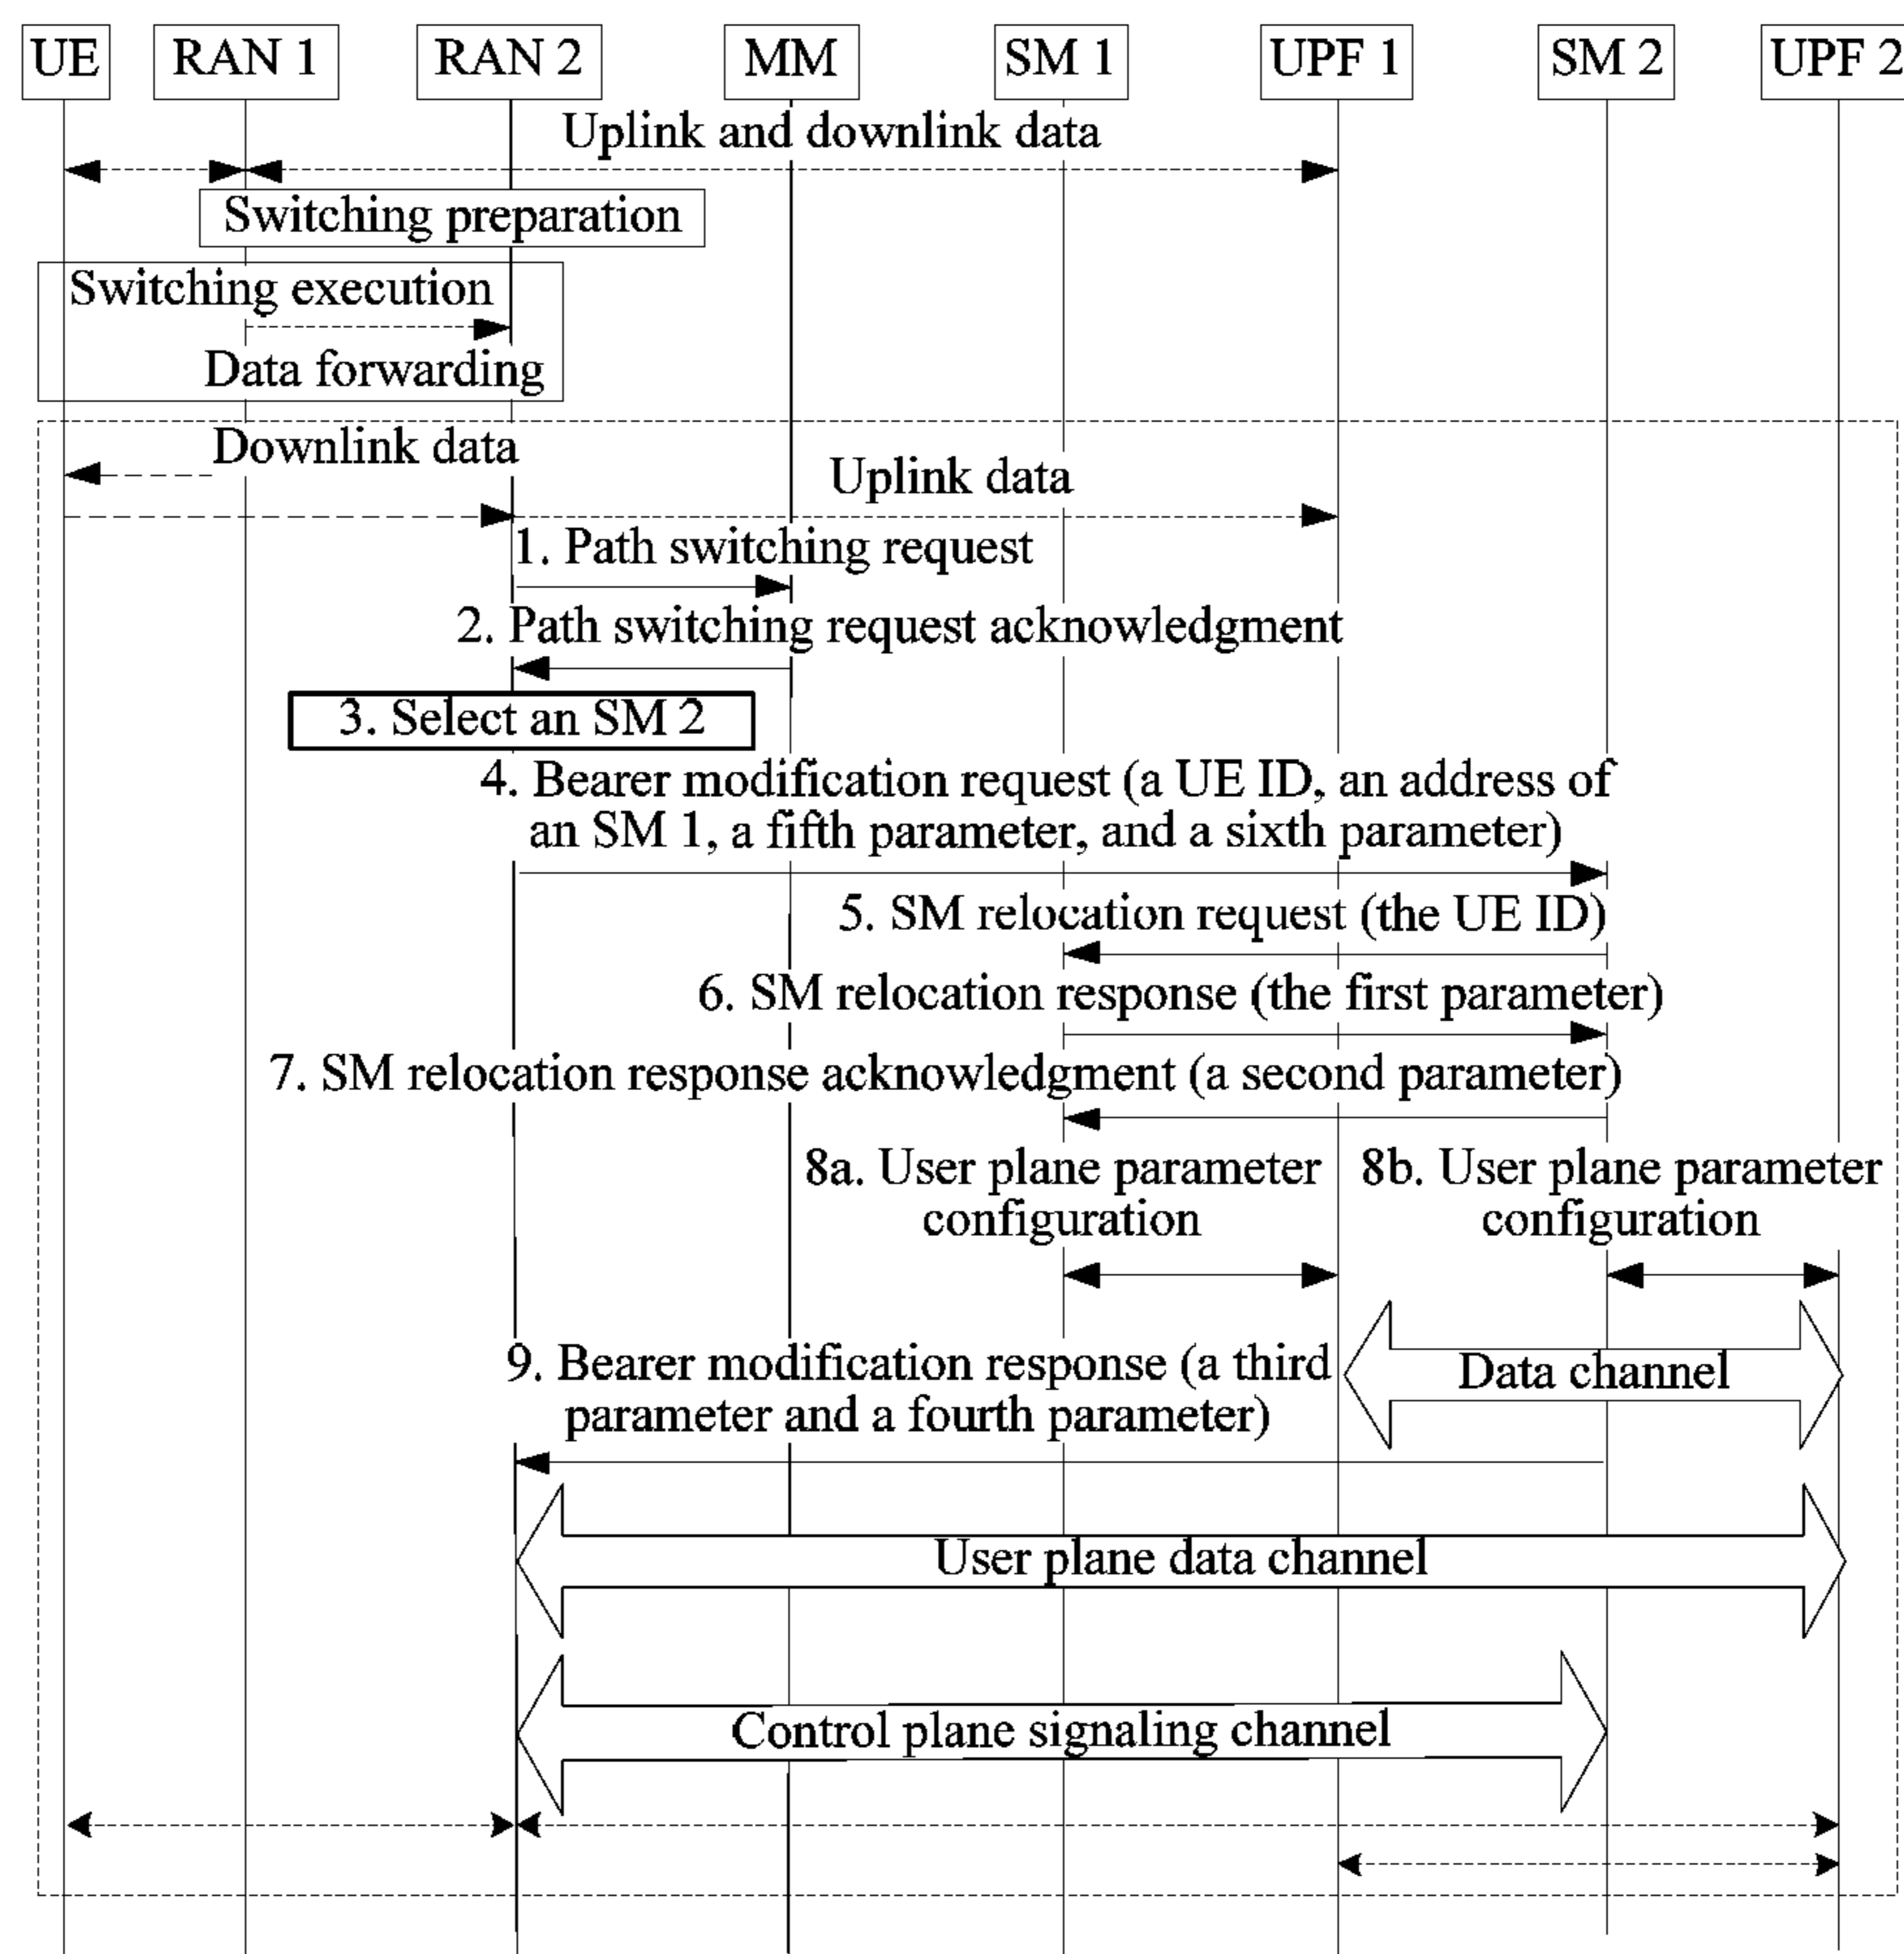 UE RAN 1 RAN 2 MM SM 1 UPF 1 SM 2 UPF 2
Uplink and downlink data
Switching preparation
Switching execution
Data forwarding
Downlink data
Uplink data
1. Path switching request
2. Path switching request acknowledgment
3. Select an SM 2
4. Bearer modification request (a UE ID, an address of
an SM 1, a fifth parameter, and a sixth parameter)
5. SM relocation request (the UE ID)
6. SM relocation response (the first parameter)
7. SM relocation response acknowledgment (a second parameter)
8a. User plane parameter
configuration
8b. User plane parameter
configuration
9. Bearer modification response (a third
parameter and a fourth parameter)
Data channel
User plane data channel
Control plane signaling channel